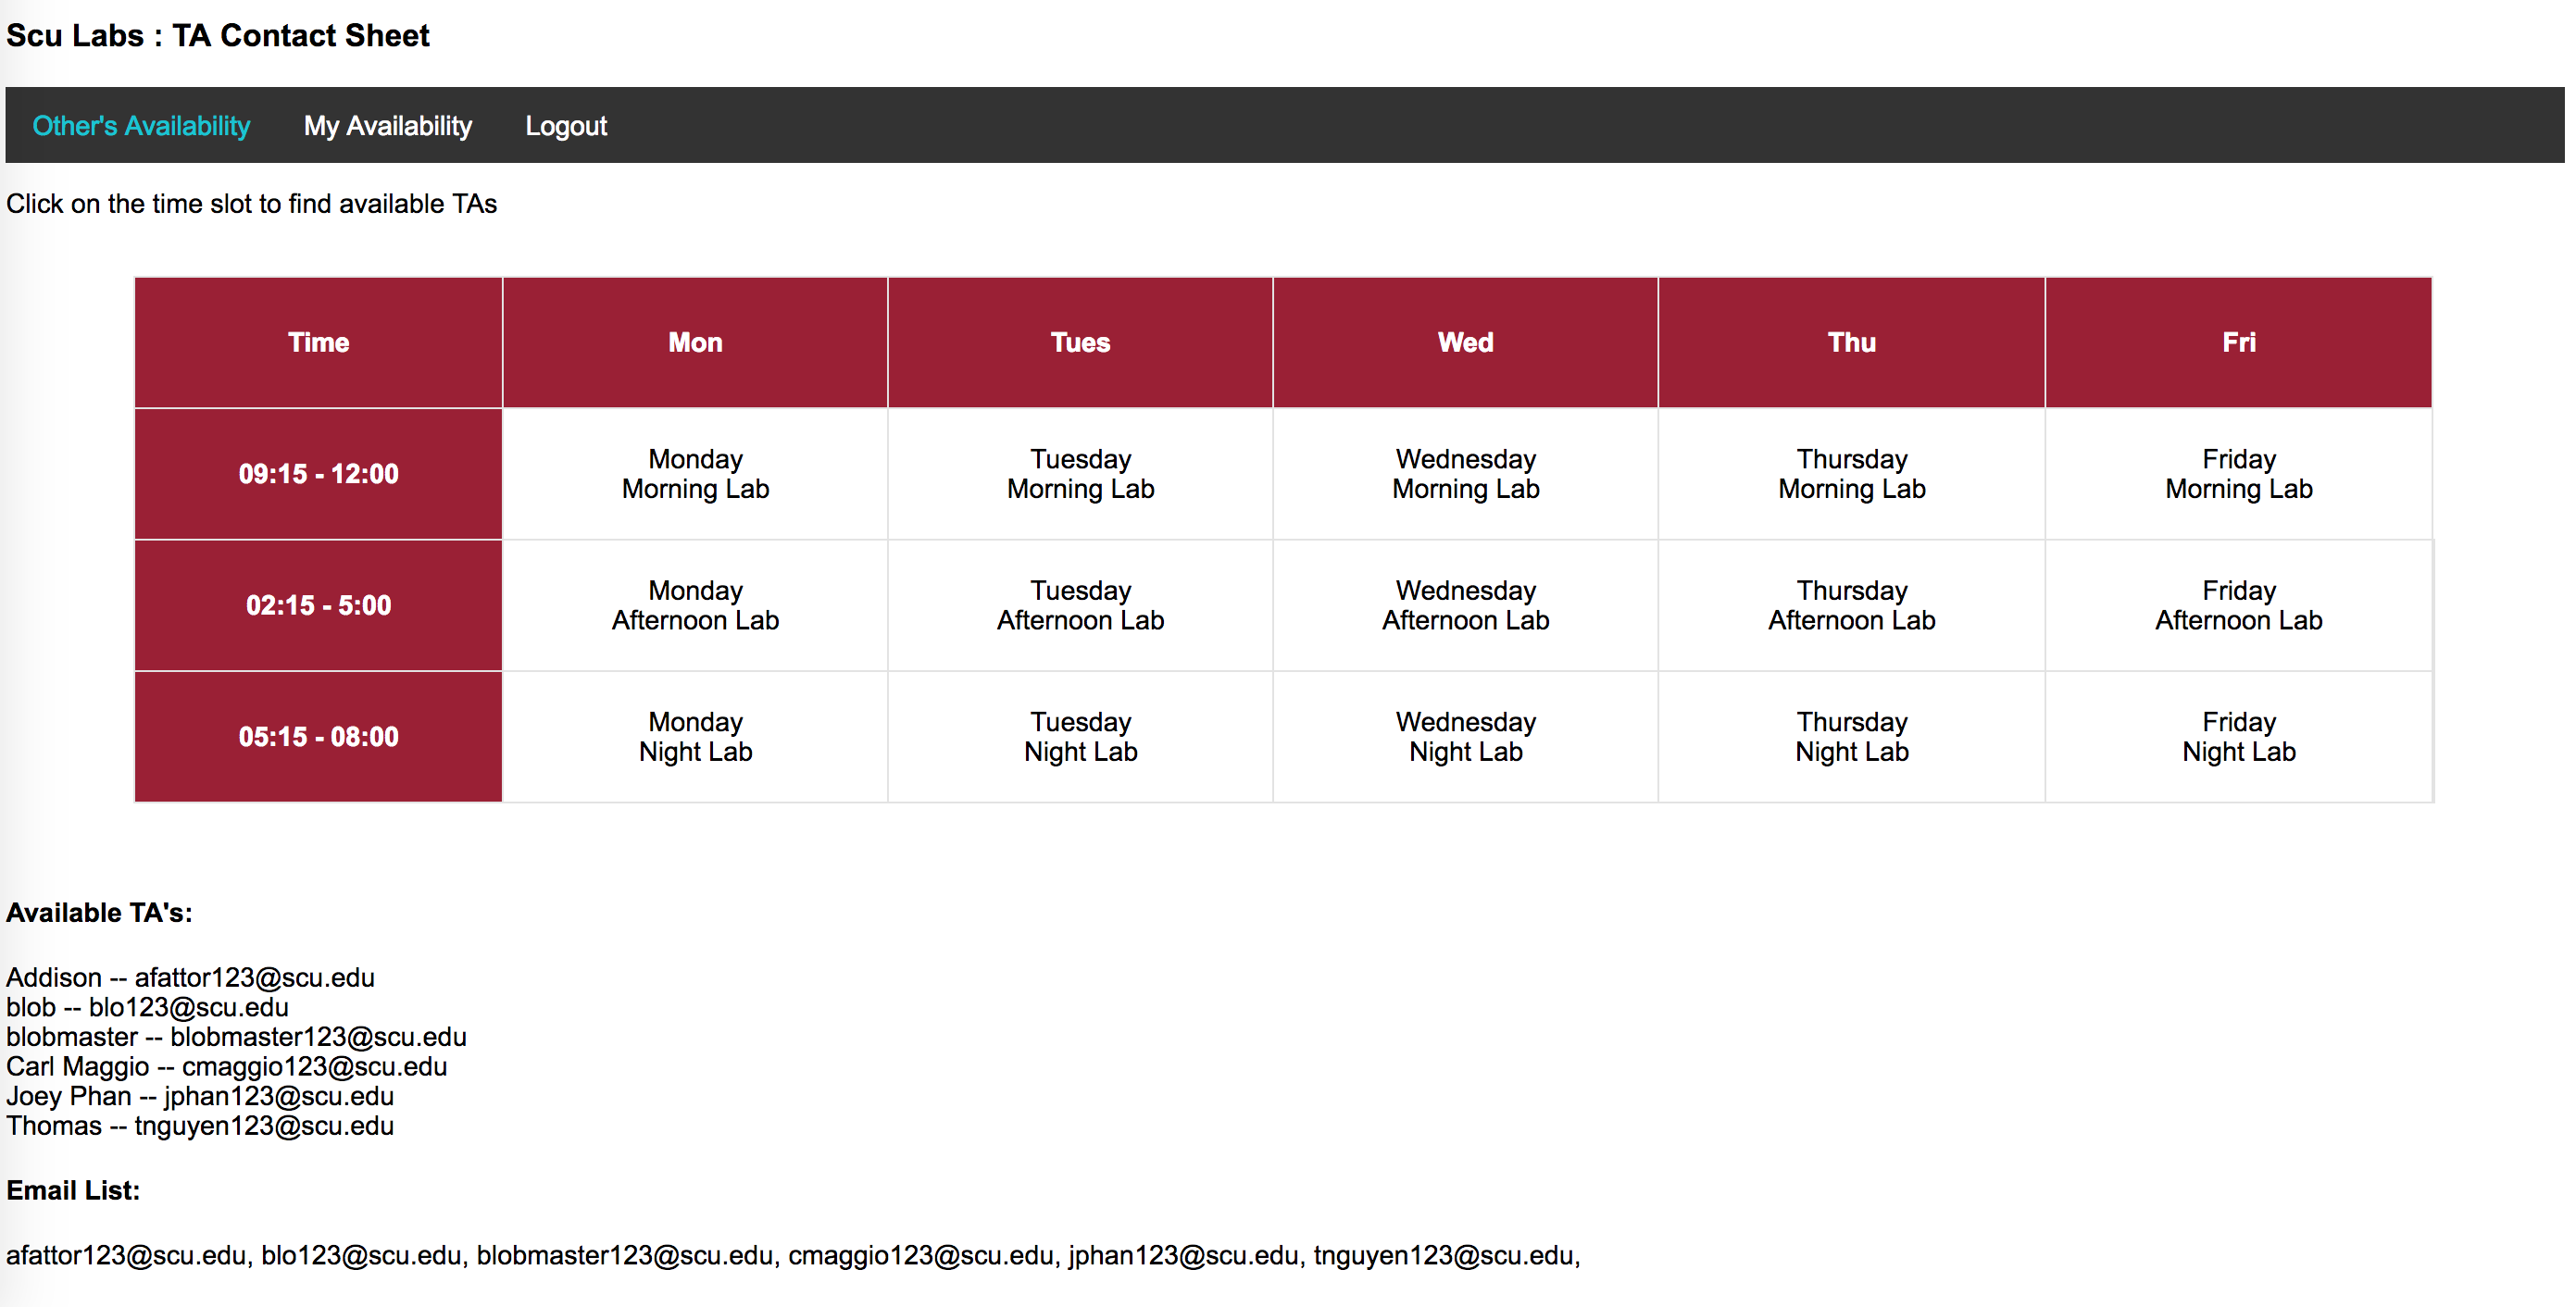 Scu Labs : TA Contact Sheet
Other's Availability My Availability Logout
Click on the time slot to find available TAs
Time Mon Tues Wed Thu Fri
09:15 - 12:00
Monday
Morning Lab
Tuesday
Morning Lab
Wednesday
Morning Lab
Thursday
Morning Lab
Friday
Morning Lab
02:15 - 5:00
Monday
Afternoon Lab
Tuesday
Afternoon Lab
Wednesday
Afternoon Lab
Thursday
Afternoon Lab
Friday
Afternoon Lab
05:15 - 08:00
Monday
Night Lab
Tuesday
Night Lab
Wednesday
Night Lab
Thursday
Night Lab
Friday
Night Lab
Available TA's:
Addison -- afattor123@scu.edu
blob -- blo123@scu.edu
blobmaster -- blobmaster123@scu.edu
Carl Maggio -- cmaggio123@scu.edu
Joey Phan -- jphan123@scu.edu
Thomas -- tnguyen123@scu.edu
Email List:
afattor123@scu.edu, blo123@scu.edu, blobmaster123@scu.edu, cmaggio123@scu.edu, jphan123@scu.edu, tnguyen123@scu.edu,